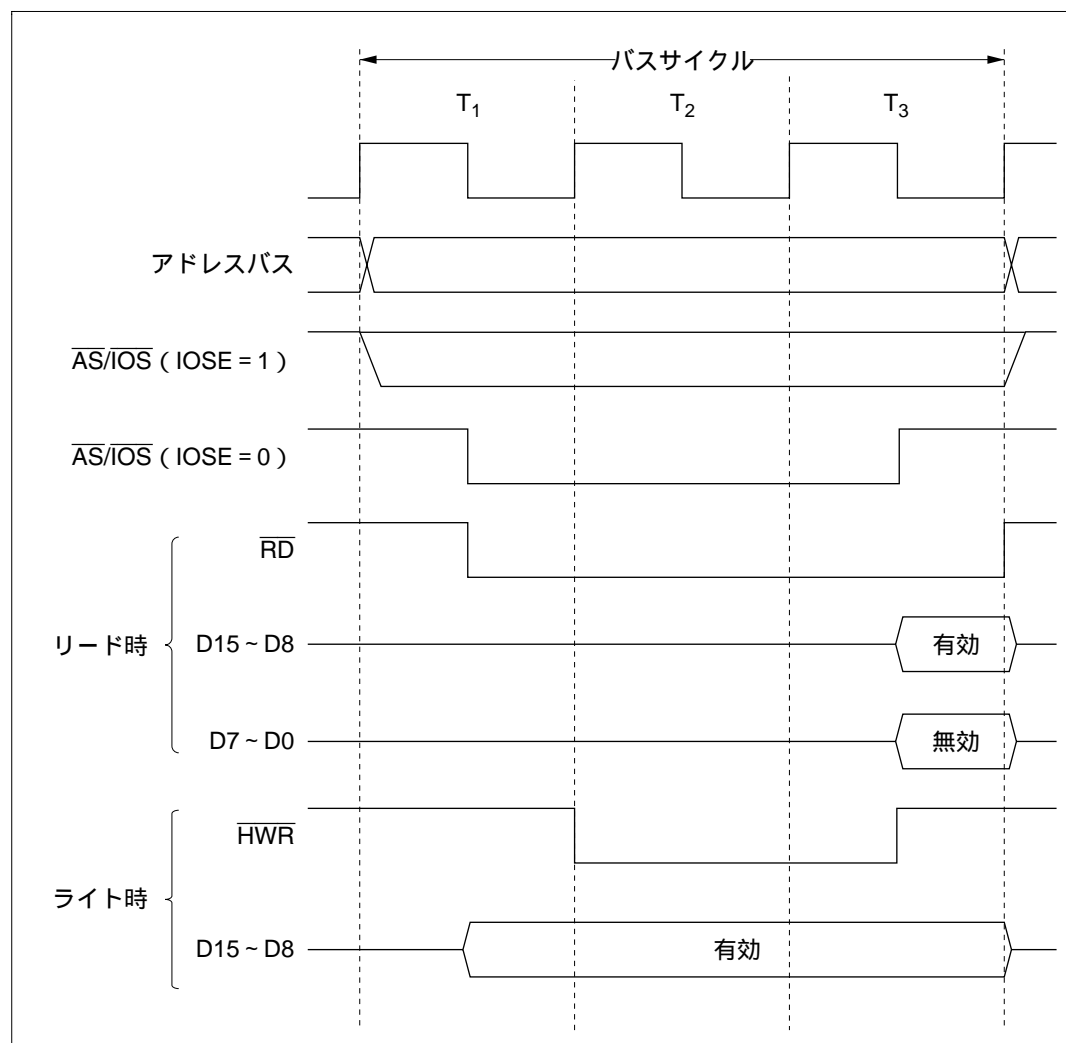 バスサイクル
T1 T2 T3
アドレスバス
AS/IOS（IOSE = 1）
AS/IOS（IOSE = 0）
RD
リード時 D15 ~ D8 有効
D7 ~ D0 無効
HWR
ライト時
D15 ~ D8 有効